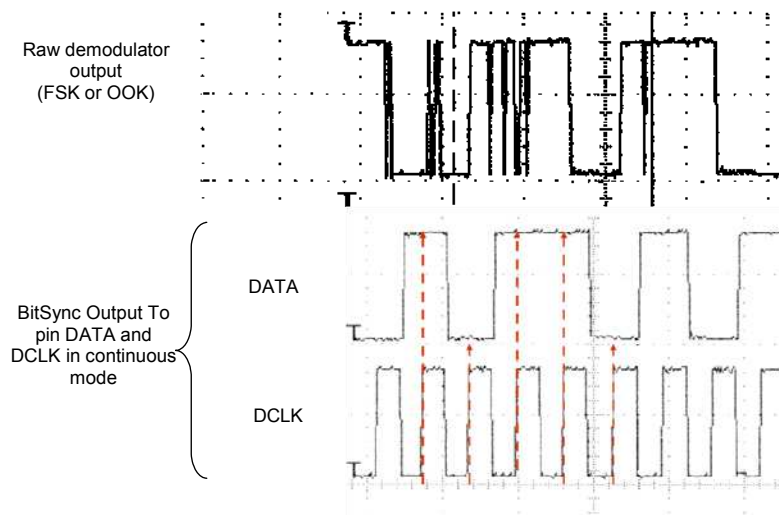 Raw demodulator
output
(FSK or OOK)
DATA
BitSync Output To
pin DATA and
DCLK in continuous
mode
DCLK